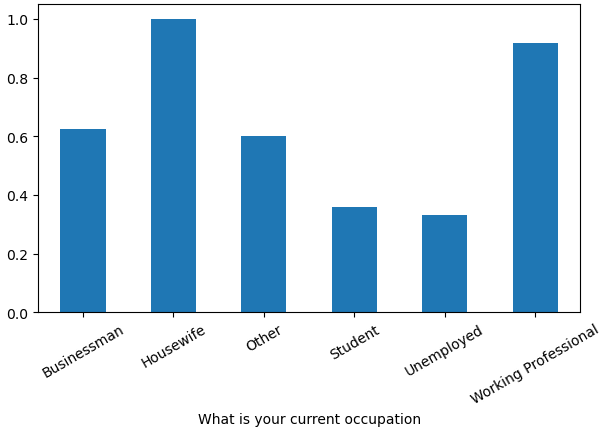 1.0
0.8
0.6
0.4
0.2
0.0
Businessman
Housewife
Other
Student
Unemployed
Working Professional
What is your current occupation